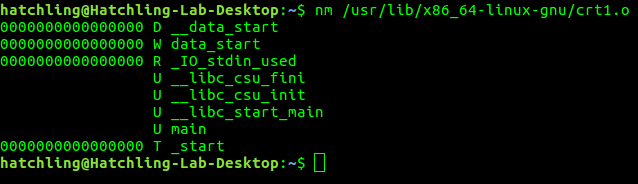 hatchling@Hatchling-Lab-Desktop:~$ nm /usr/lib/x86_64-linux-gnu/crt1.o
0000000000000000 D __data_start
0000000000000000 W data_start
0000000000000000 R _IO_stdin_used
                 U __libc_csu_fini
                 U __libc_csu_init
                 U __libc_start_main
                 U main
0000000000000000 T _start
hatchling@Hatchling-Lab-Desktop:~$